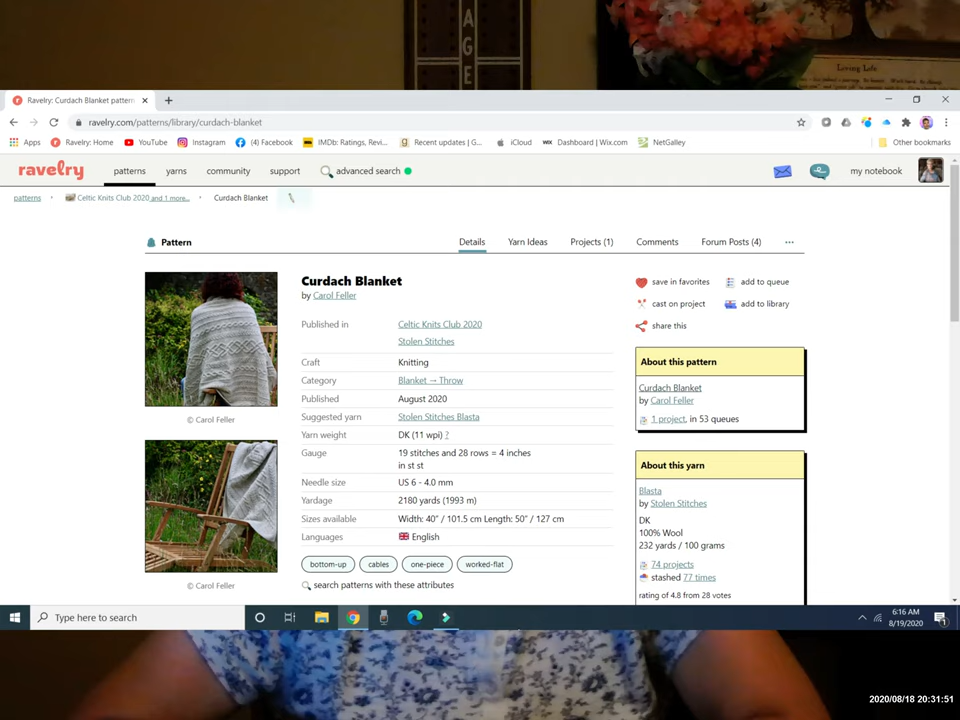 AGE
Living Life
Ravelry: Curdach Blanket pattern
ravelry.com/patterns/library/curdach-blanket
Apps
Ravelry: Home
YouTube
Instagram
(4) Facebook
IMDb: Ratings, Revi...
Recent updates | G...
iCloud
WIX Dashboard | Wix.com
NetGalley
Other bookmarks
ravelry
patterns
yarns
community
support
advanced search
my notebook
patterns
Celtic Knits Club 2020 and 1 more...
Curdach Blanket
Pattern
Details
Yarn Ideas
Projects (1)
Comments
Forum Posts (4)
Curdach Blanket
by Carol Feller
Published in Celtic Knits Club 2020
Stolen Stitches
Craft Knitting
Category Blanket → Throw
Published August 2020
Suggested yarn Stolen Stitches Blasta
Yarn weight DK (11 wpi) ?
Gauge 19 stitches and 28 rows = 4 inches
in st st
Needle size US 6 - 4.0 mm
Yardage 2180 yards (1993 m)
Sizes available Width: 40" / 101.5 cm Length: 50" / 127 cm
Languages English
bottom-up
cables
one-piece
worked-flat
search patterns with these attributes
© Carol Feller
© Carol Feller
save in favorites
add to queue
cast on project
add to library
share this
About this pattern
Curdach Blanket
by Carol Feller
1 project, in 53 queues
About this yarn
Blasta
by Stolen Stitches
DK
100% Wool
232 yards / 100 grams
74 projects
stashed 77 times
rating of 4.8 from 28 votes
Type here to search
6:16 AM
8/19/2020
1
2020/08/18 20:31:51